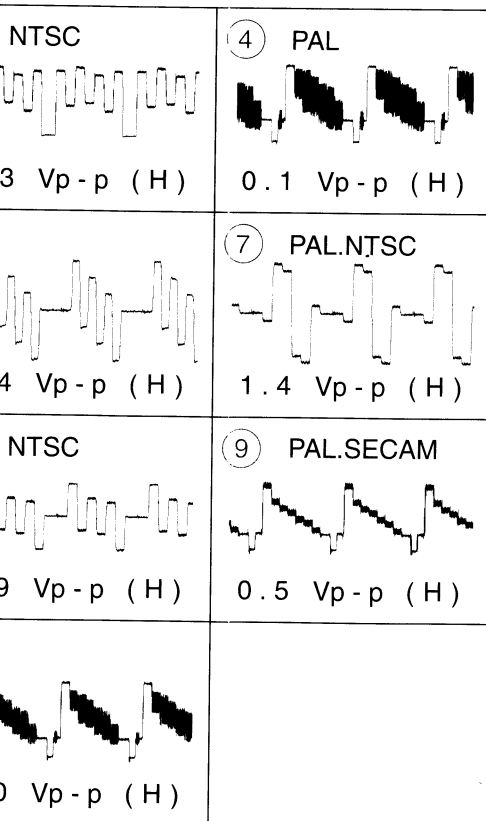 NTSC
④ PAL
3 Vp-p (H)
0.1 Vp-p (H)
⑦ PAL.NTSC
4 Vp-p (H)
1.4 Vp-p (H)
NTSC
⑨ PAL.SECAM
9 Vp-p (H)
0.5 Vp-p (H)
0 Vp-p (H)